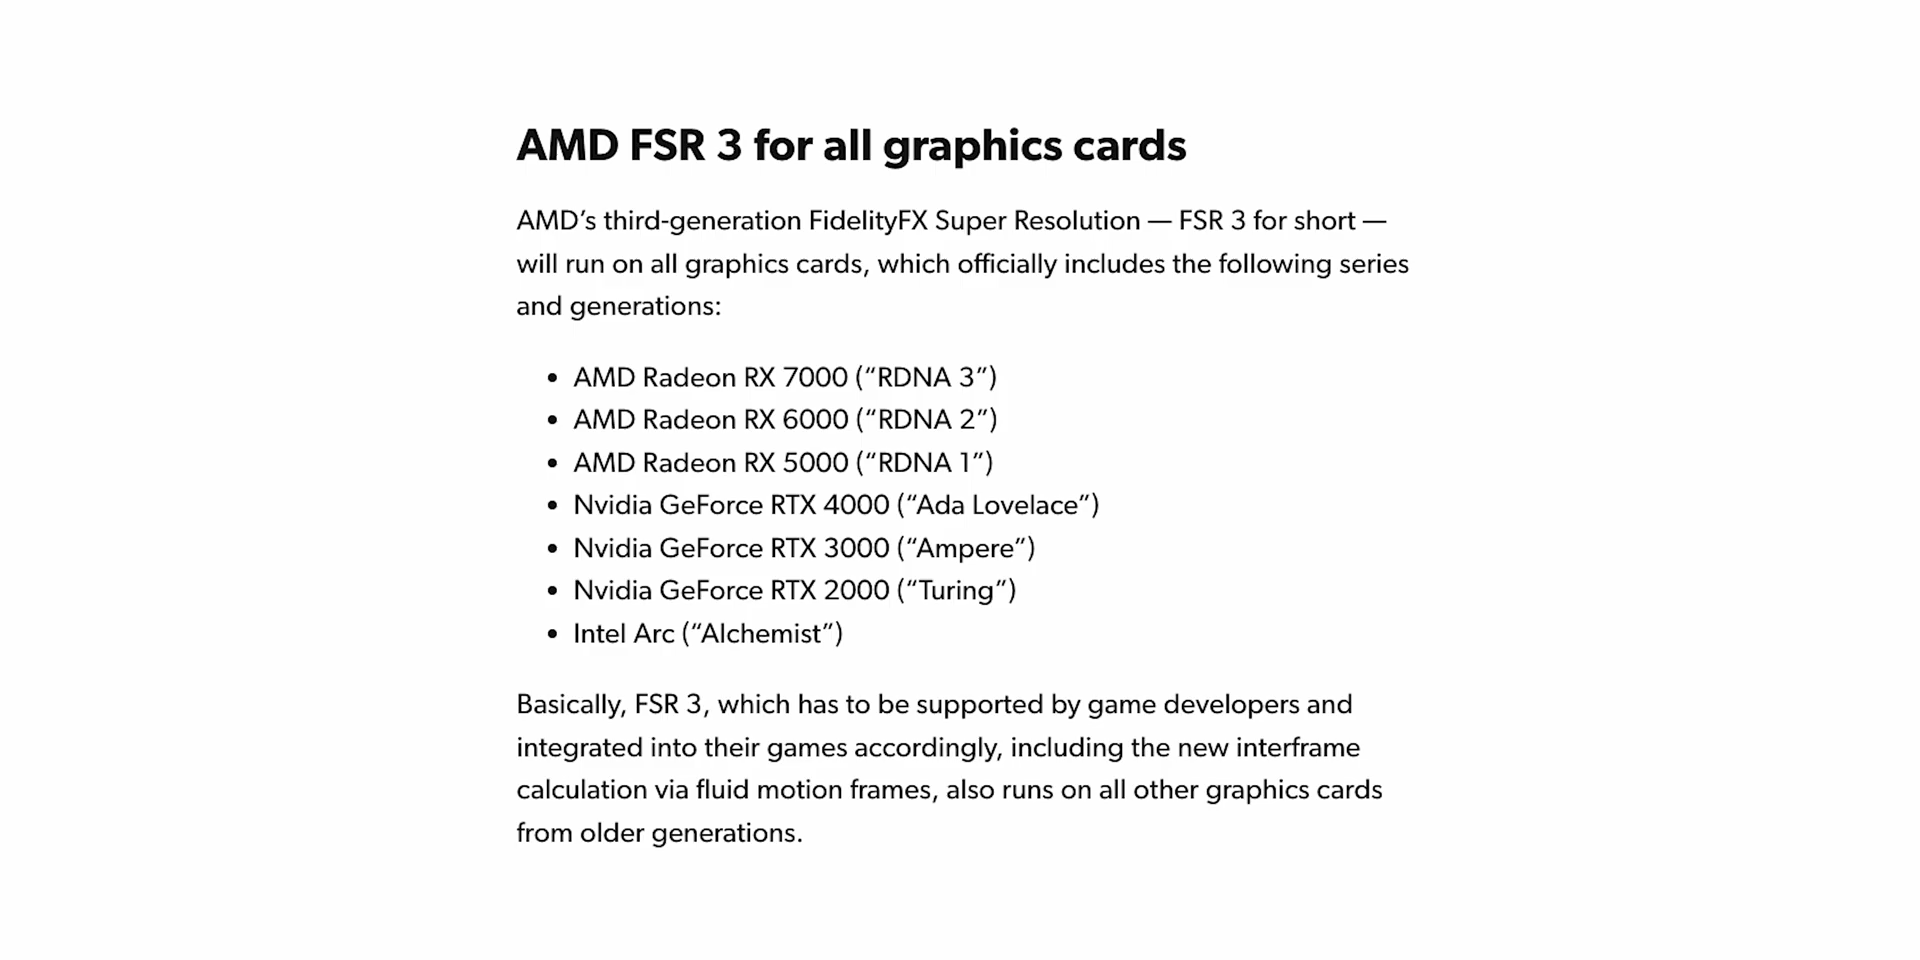 AMD FSR 3 for all graphics cards
AMD’s third-generation FidelityFX Super Resolution — FSR 3 for short —
will run on all graphics cards, which officially includes the following series
and generations:
• AMD Radeon RX 7000 (“RDNA 3”)
• AMD Radeon RX 6000 (“RDNA 2”)
• AMD Radeon RX 5000 (“RDNA 1”)
• Nvidia GeForce RTX 4000 (“Ada Lovelace”)
• Nvidia GeForce RTX 3000 (“Ampere”)
• Nvidia GeForce RTX 2000 (“Turing”)
• Intel Arc (“Alchemist”)
Basically, FSR 3, which has to be supported by game developers and
integrated into their games accordingly, including the new interframe
calculation via fluid motion frames, also runs on all other graphics cards
from older generations.